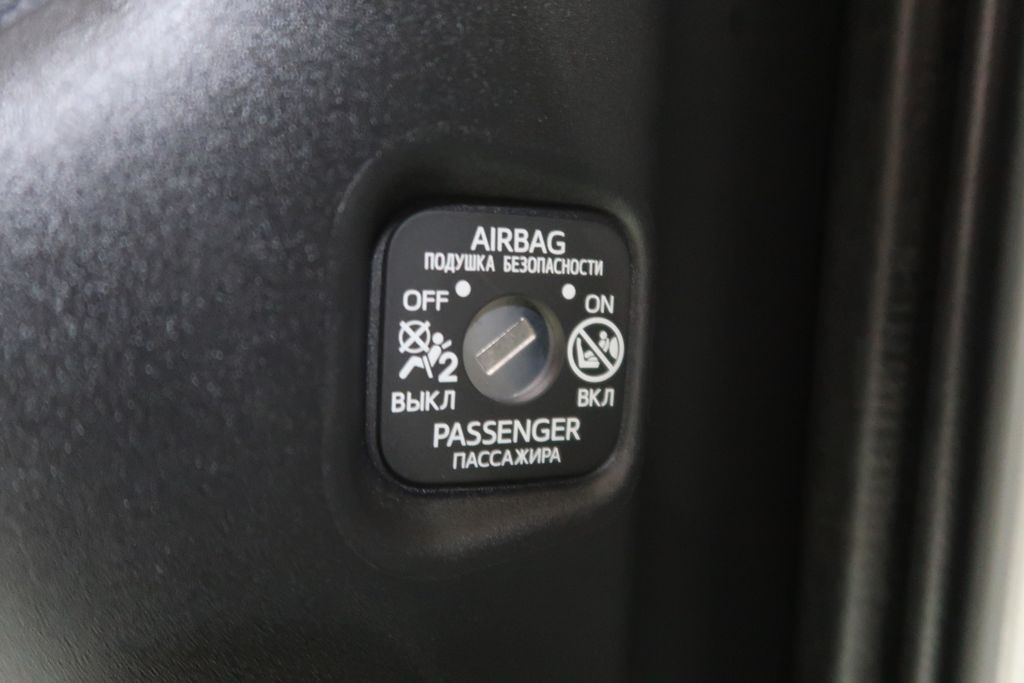 AIRBAG
ПОДУШКА БЕЗОПАСНОСТИ
OFF ON
2
ВЫКЛ ВКЛ
PASSENGER
ПАССАЖИРА